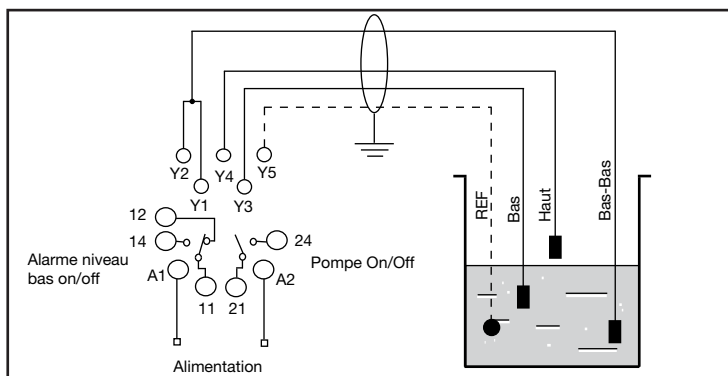 Y2
Y4
Y5
Y1
Y3
12
14
24
Alarme niveau
bas on/off
Pompe On/Off
A1
A2
11
21
Alimentation
REF
Bas
Haut
Bas-Bas